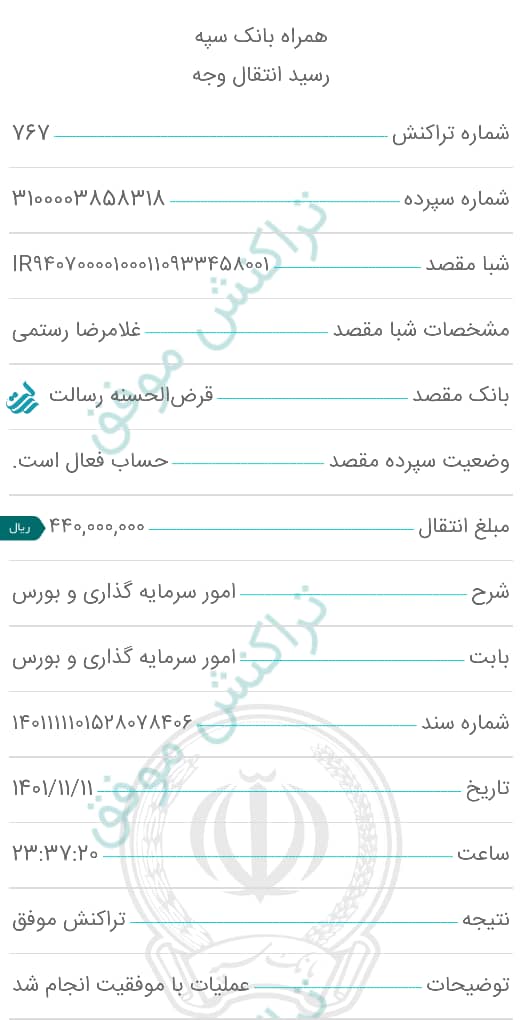 همراه بانک سپه
رسید انتقال وجه
شماره تراکنش ۷۶۷
شماره سپرده ۳۱۰۰۰۰۳۸۵۸۳۱۸
شبا مقصد IR۹۴۰۷۰۰۰۰۱۰۰۰۱۱۰۹۳۳۴۵۸۰۰۱
مشخصات شبا مقصد غلامرضا رستمی
بانک مقصد قرض‌الحسنه رسالت
وضعیت سپرده مقصد حساب فعال است.
مبلغ انتقال ۴۴۰,۰۰۰,۰۰۰ ریال
شرح امور سرمایه گذاری و بورس
بابت امور سرمایه گذاری و بورس
شماره سند ۱۴۰۱۱۱۱۱۰۱۵۲۸۰۷۸۴۰۶
تاریخ ۱۴۰۱/۱۱/۱۱
ساعت ۲۳:۳۷:۲۰
نتیجه تراکنش موفق
توضیحات عملیات با موفقیت انجام شد
تراکنش موفق
تراکنش موفق
بانک سپه